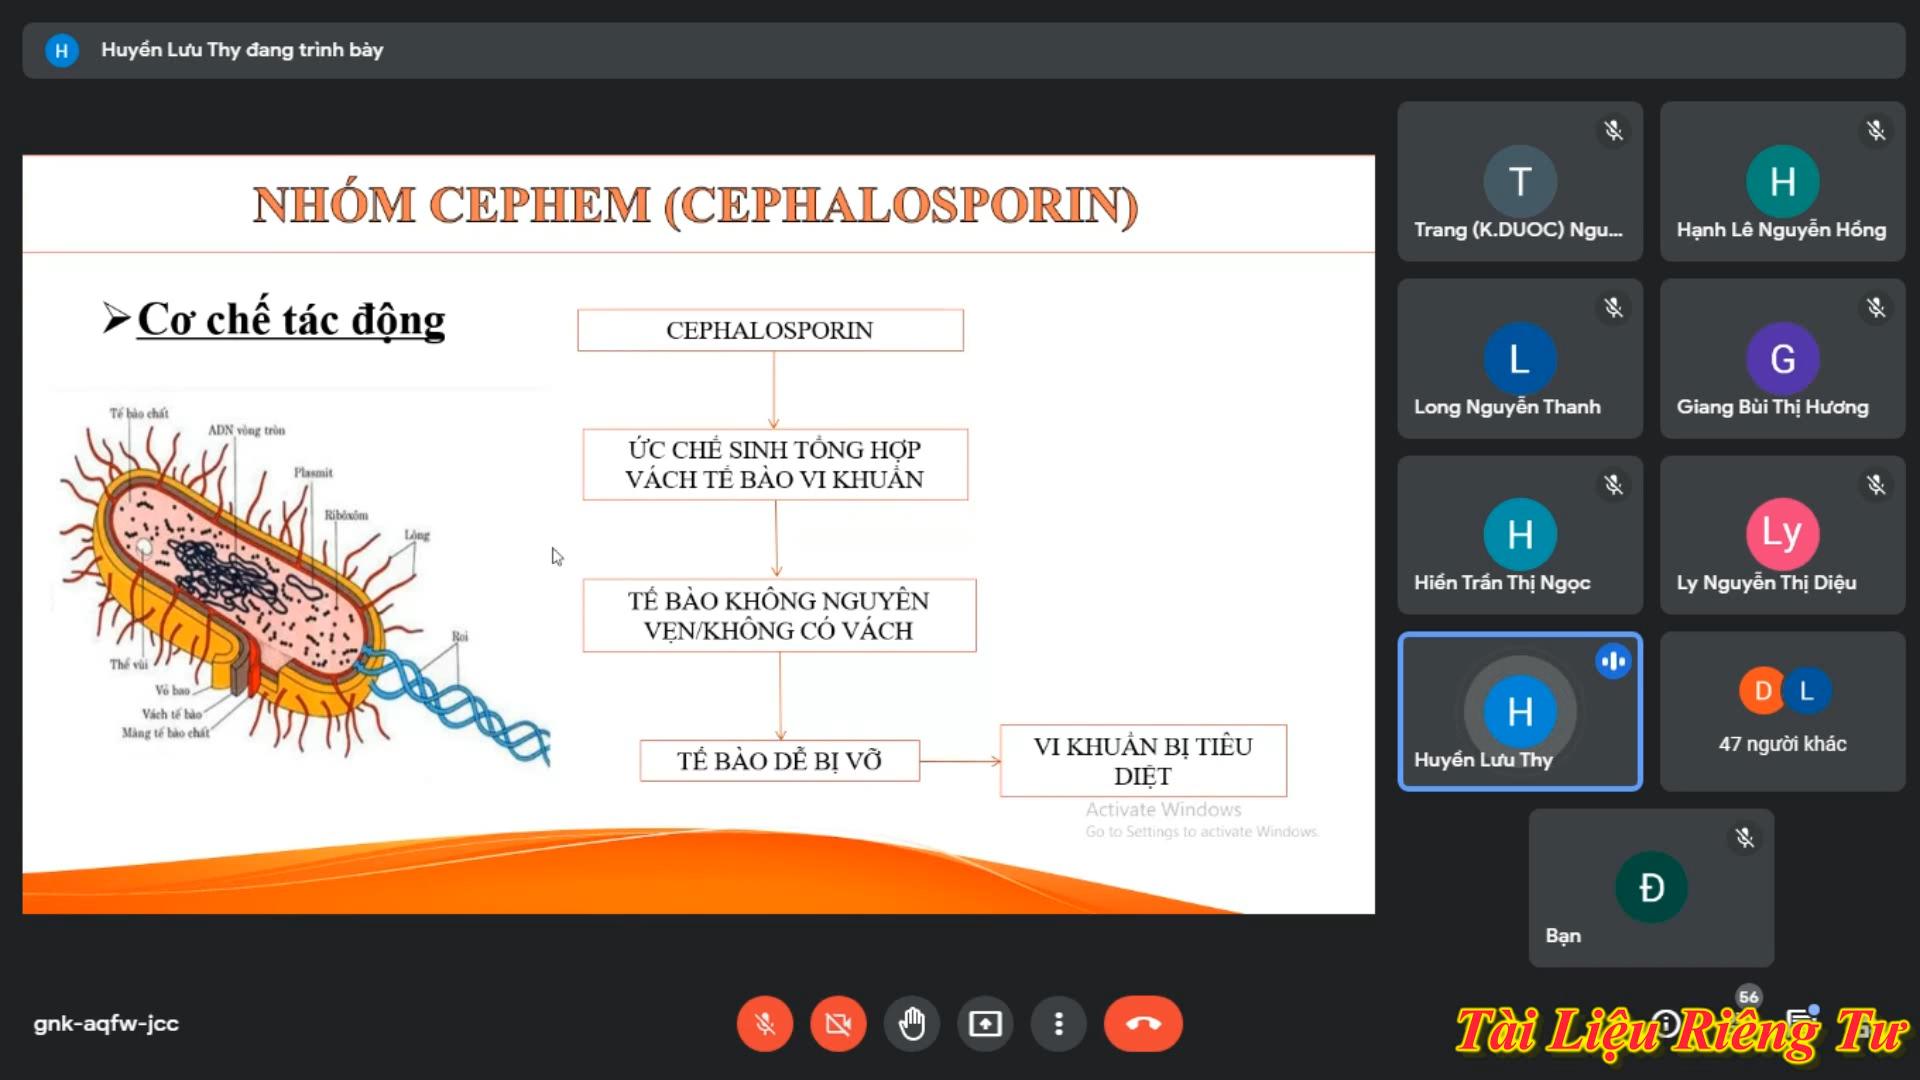 H Huyền Lưu Thy đang trình bày
NHÓM CEPHEM (CEPHALOSPORIN)
Cơ chế tác động
CEPHALOSPORIN
ỨC CHẾ SINH TỔNG HỢP
VÁCH TẾ BÀO VI KHUẨN
TẾ BÀO KHÔNG NGUYÊN
VẸN/KHÔNG CÓ VÁCH
TẾ BÀO DỄ BỊ VỠ
VI KHUẨN BỊ TIÊU
DIỆT
Tế bào chất
ADN vòng tròn
Plasmit
Ribôxôm
Lông
Roi
Thể vùi
Vỏ bao
Vách tế bào
Màng tế bào chất
Activate Windows
Go to Settings to activate Windows.
T
Trang (K.DUOC) Ngu...
H
Hạnh Lê Nguyễn Hồng
L
Long Nguyễn Thanh
G
Giang Bùi Thị Hương
H
Hiền Trần Thị Ngọc
Ly
Ly Nguyễn Thị Diệu
H
Huyền Lưu Thy
D L
47 người khác
Đ
Bạn
gnk-aqfw-jcc
56
Tài Liệu Riêng Tư